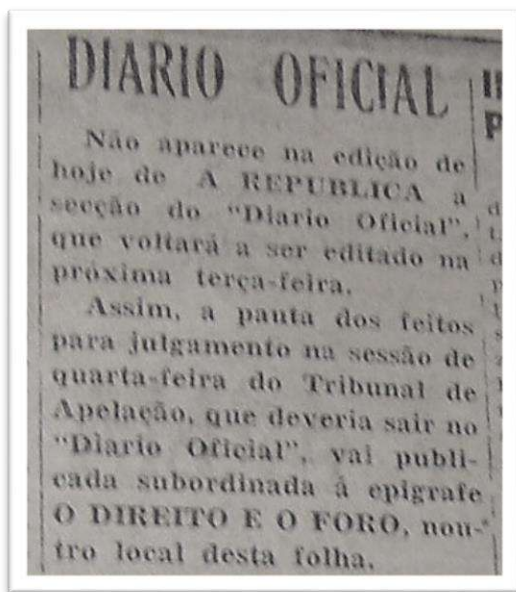 DIARIO OFICIAL
Não aparece na edição de
hoje de A REPUBLICA a
secção do "Diario Oficial",
que voltará a ser editado na
próxima terça-feira.
Assim, a pauta dos feitos
para julgamento na sessão de
quarta-feira do Tribunal de
Apelação, que deveria sair no
"Diario Oficial", vai publi-
cada subordinada á epigrafe
O DIREITO E O FORO, nou-
tro local desta folha.